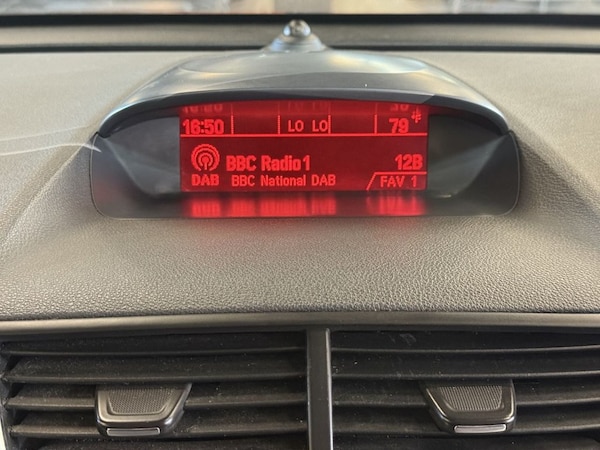 16:50 LO LO 79
BBC Radio 1 12B
DAB BBC National DAB FAV 1